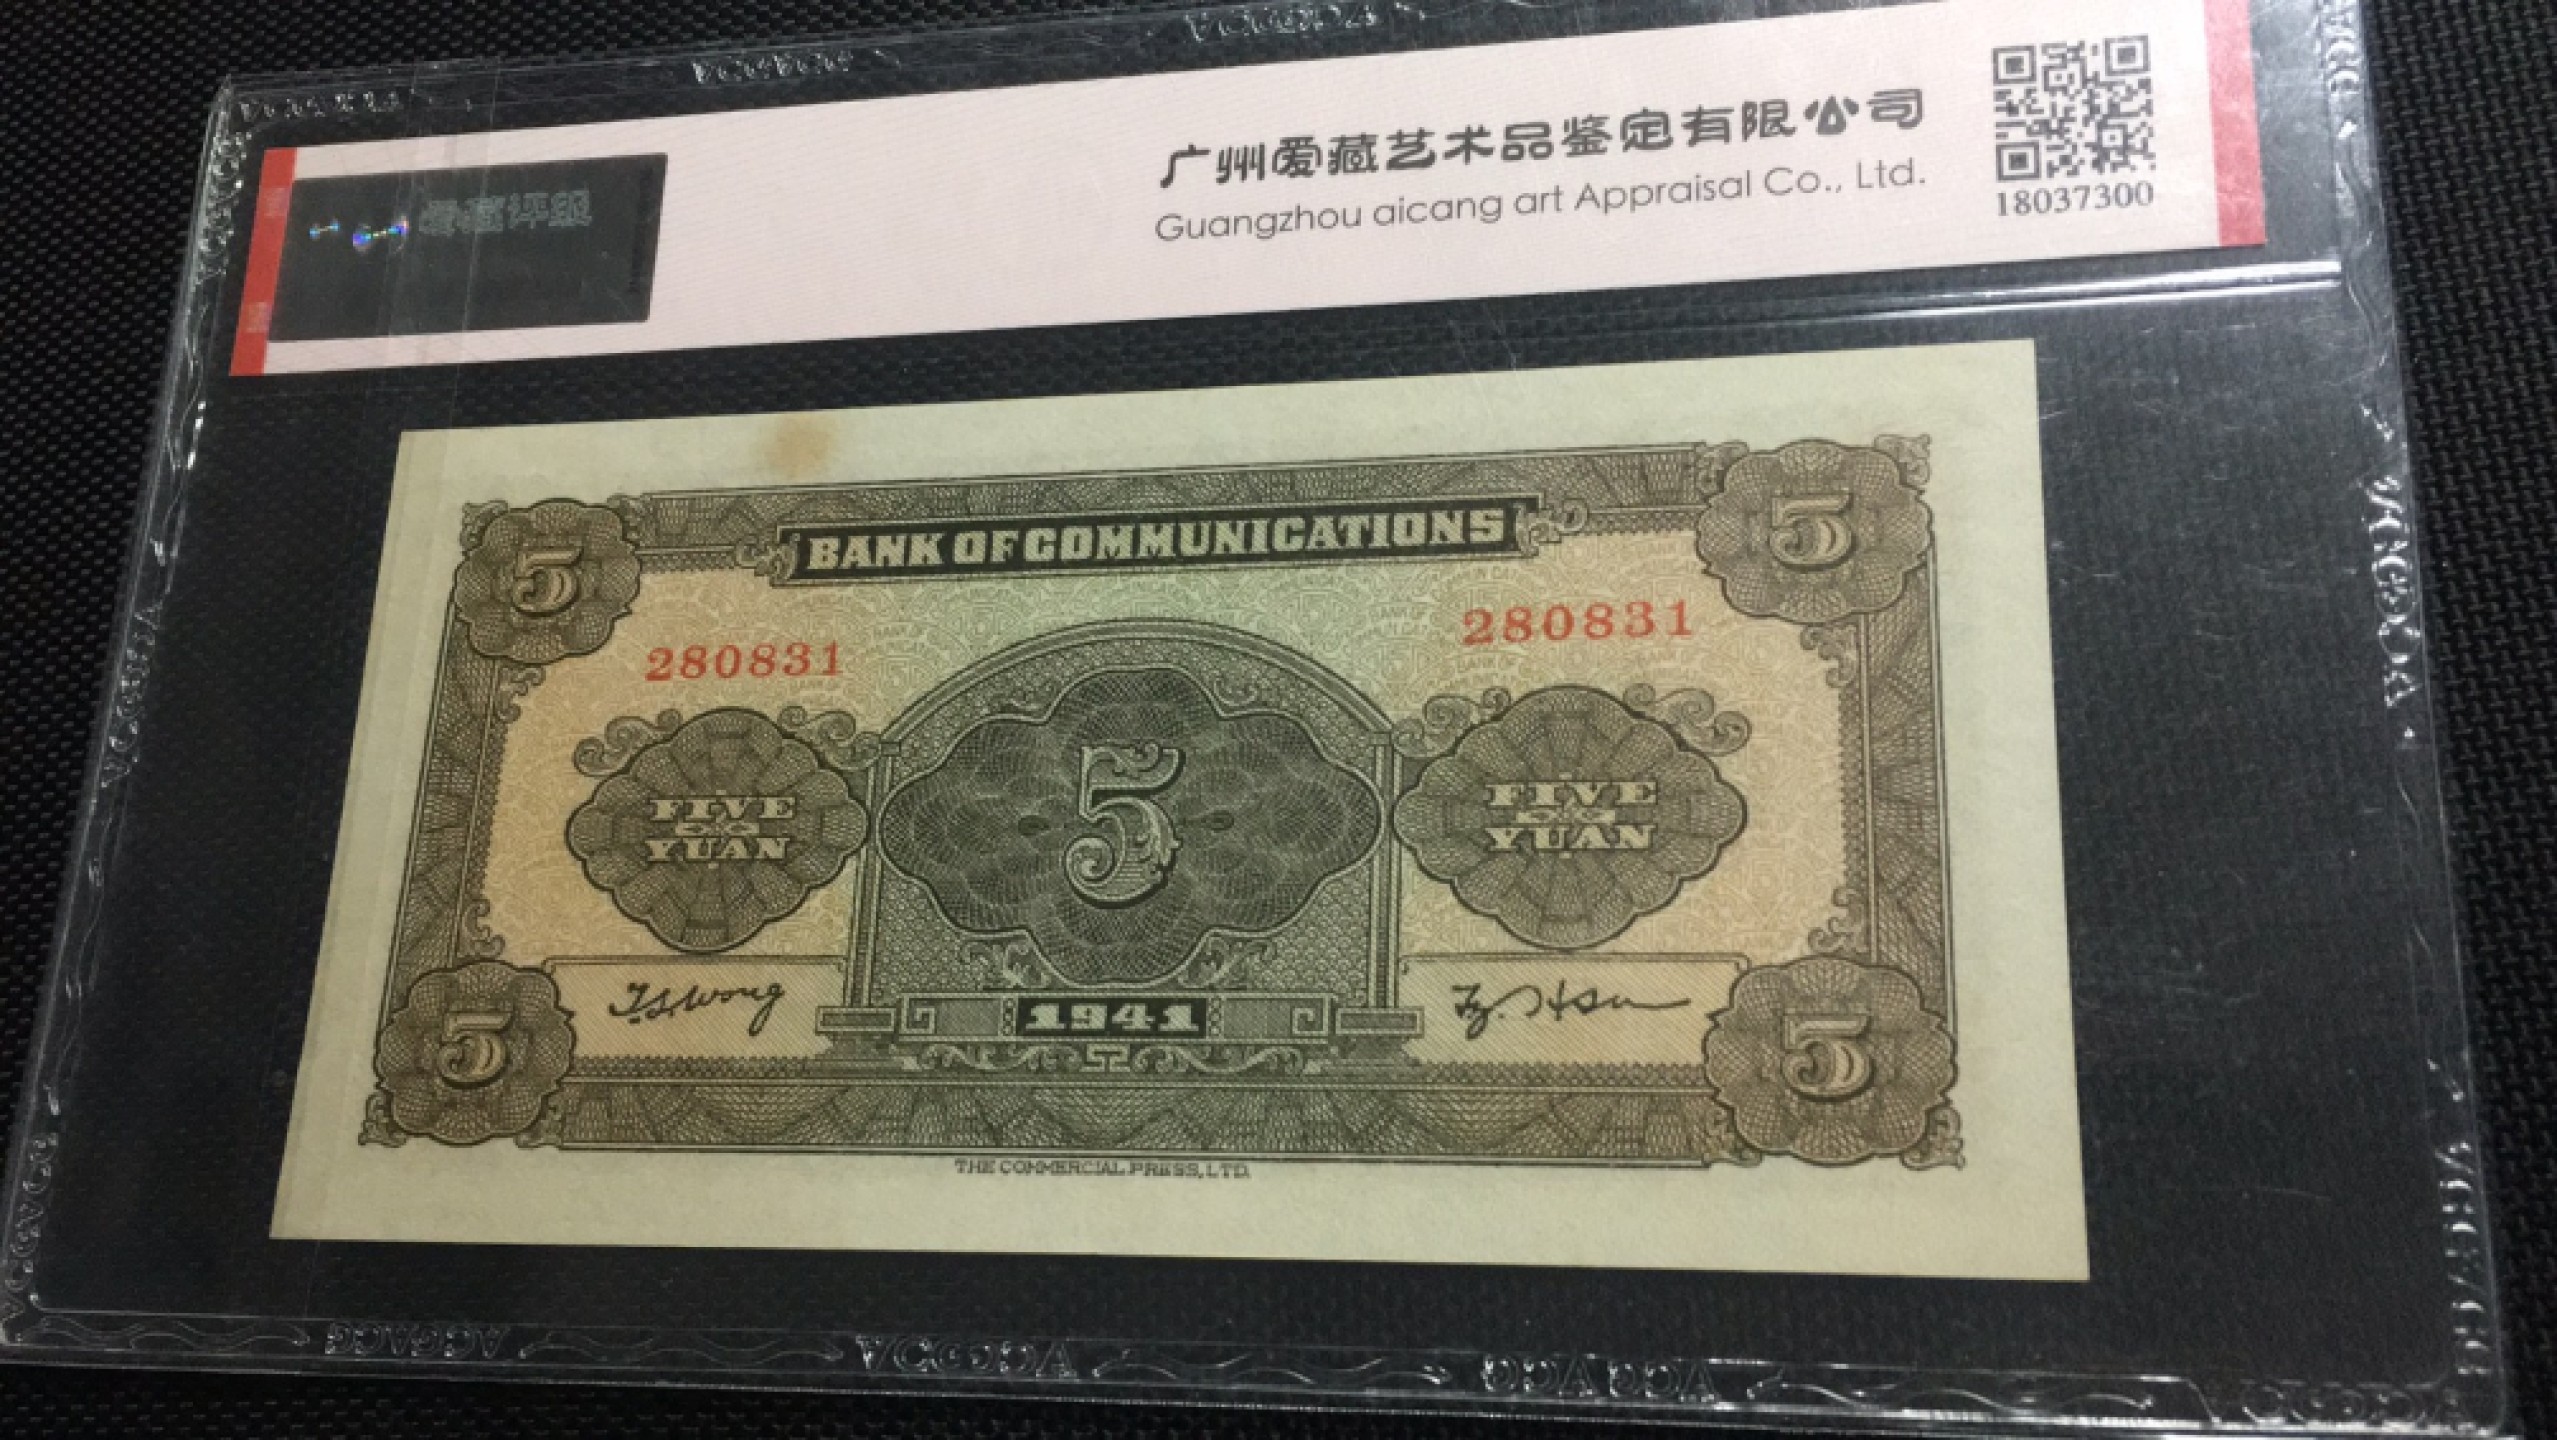 广州爱藏艺术品鉴定有限公司
Guangzhou aicang art Appraisal Co., Ltd.
18037300
爱藏评级
BANK OF COMMUNICATIONS
5
5
280831
280831
FIVE
YUAN
5
FIVE
YUAN
T.S. Wong
1941
5
5
THE COMMERCIAL PRESS, LTD.
ACGACG